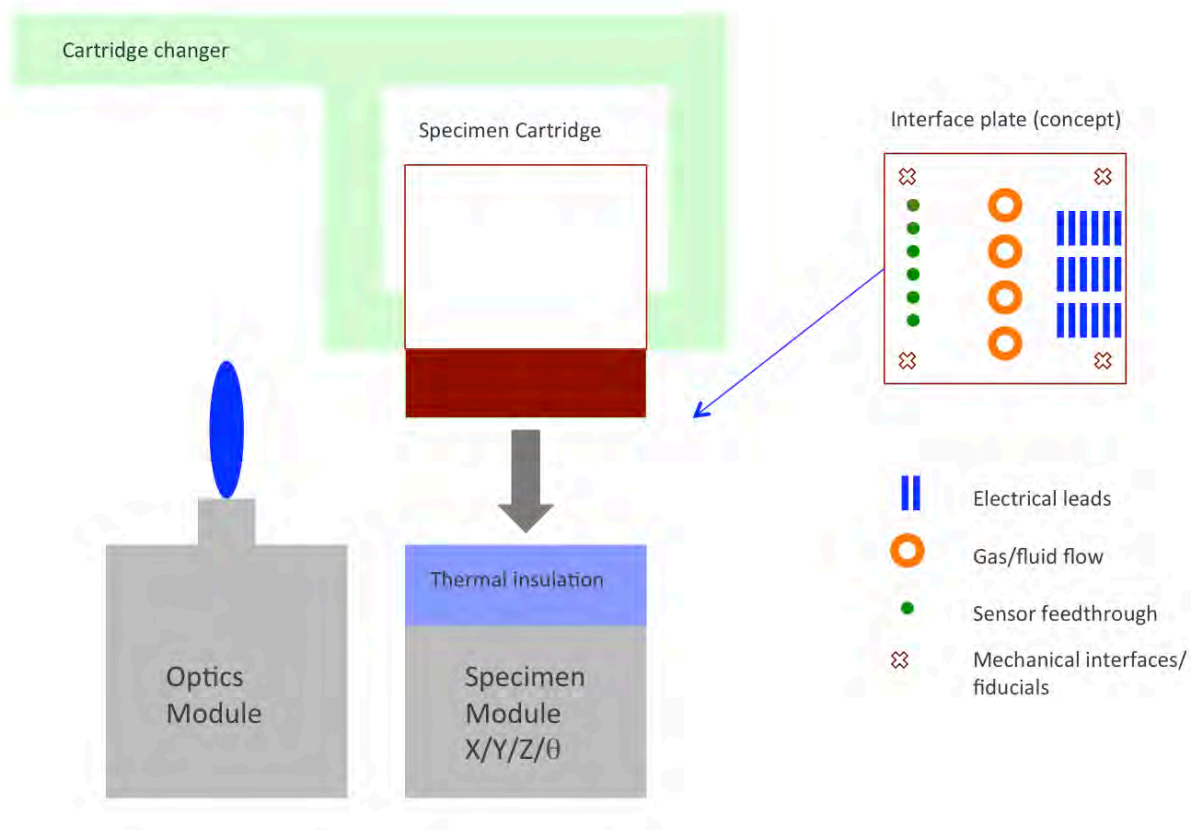 Cartridge changer
Specimen Cartridge
Interface plate (concept)
Electrical leads
Gas/fluid flow
Sensor feedthrough
Mechanical interfaces/
fiducials
Thermal insulation
Optics
Module
Specimen
Module
X/Y/Z/θ